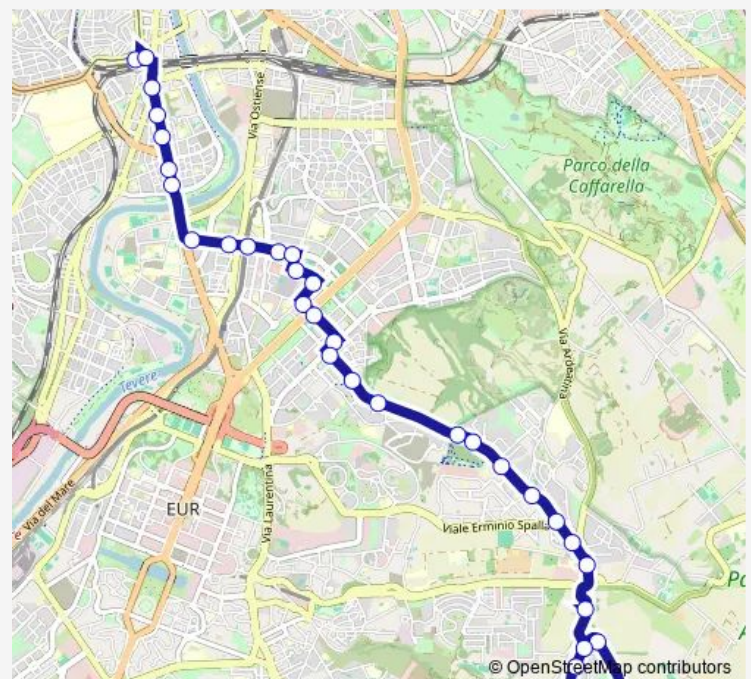 Via Ostiense
Parco della
Caffarella
Via Ardeatina
Tevere
EUR
Via Laurentina
Via del Mare
Viale Erminio Spalla
© OpenStreetMap contributors